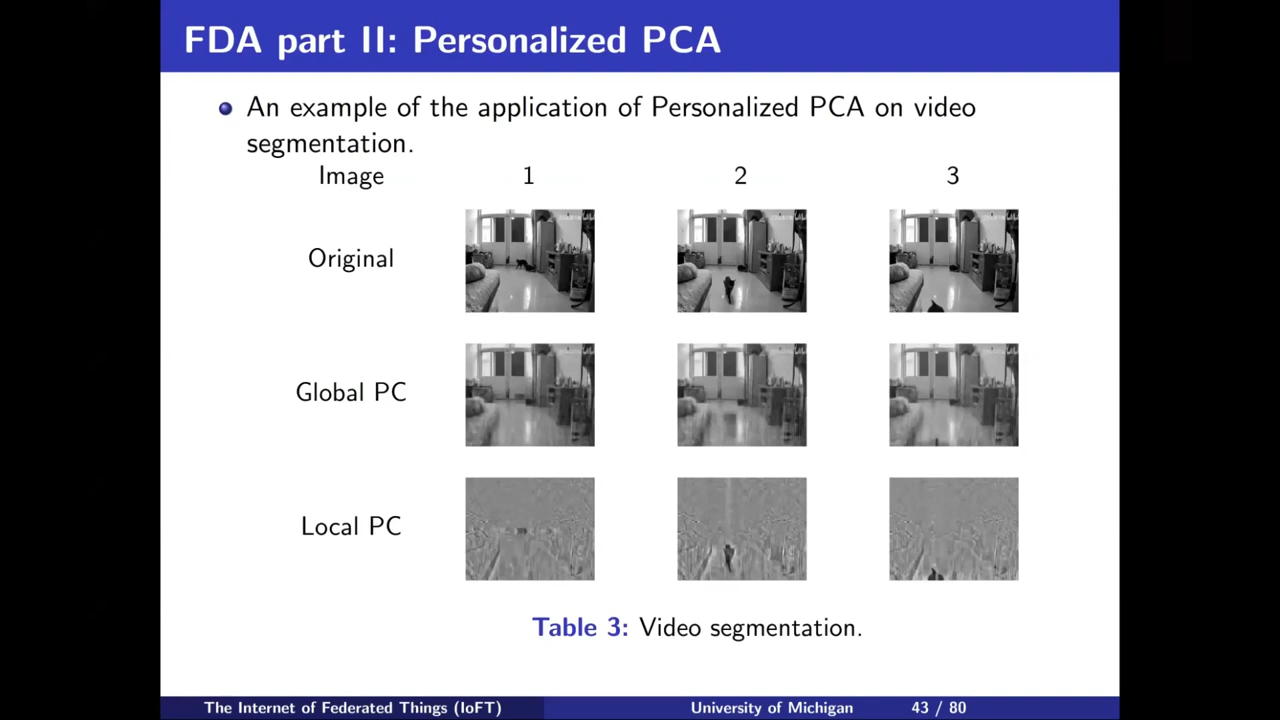 FDA part II: Personalized PCA
An example of the application of Personalized PCA on video
segmentation.
Image 1 2 3
Original
Global PC
Local PC
Table 3: Video segmentation.
The Internet of Federated Things (IoFT) University of Michigan 43 / 80